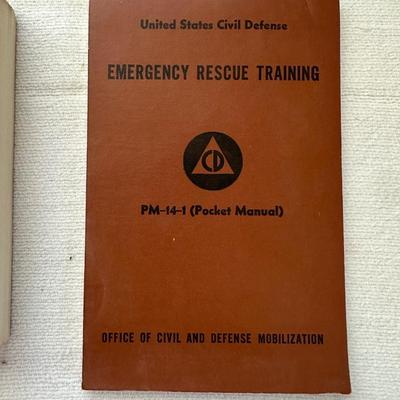 United States Civil Defense
EMERGENCY RESCUE TRAINING
CD
PM-14-1 (Pocket Manual)
OFFICE OF CIVIL AND DEFENSE MOBILIZATION